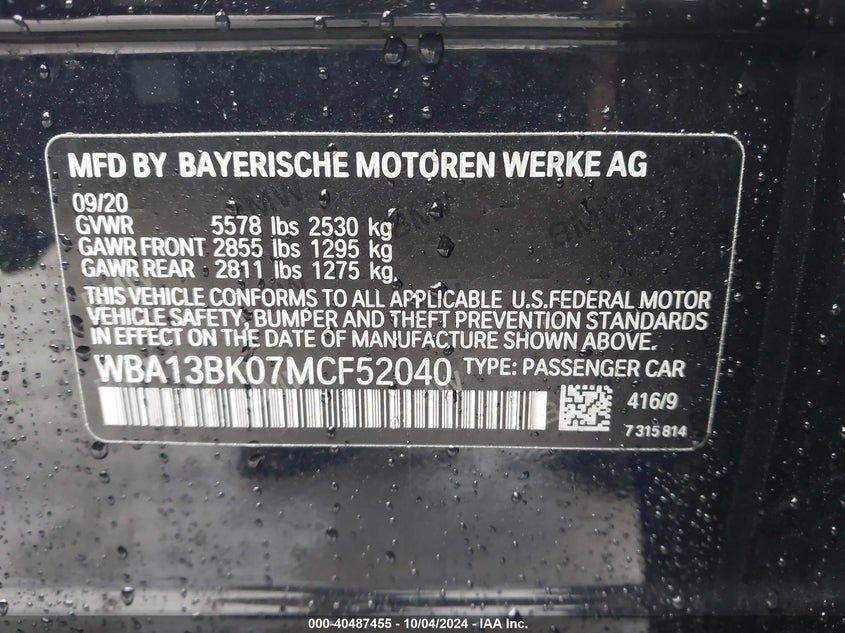 MFD BY BAYERISCHE MOTOREN WERKE AG
09/20
GVWR 5578 lbs 2530 kg
GAWR FRONT 2855 lbs 1295 kg
GAWR REAR 2811 lbs 1275 kg
THIS VEHICLE CONFORMS TO ALL APPLICABLE U.S.FEDERAL MOTOR
VEHICLE SAFETY, BUMPER AND THEFT PREVENTION STANDARDS
IN EFFECT ON THE DATE OF MANUFACTURE SHOWN ABOVE.
WBA13BK07MCF52040 TYPE: PASSENGER CAR
416/9
7 315 814
000-40487455 - 10/04/2024 - IAA Inc.